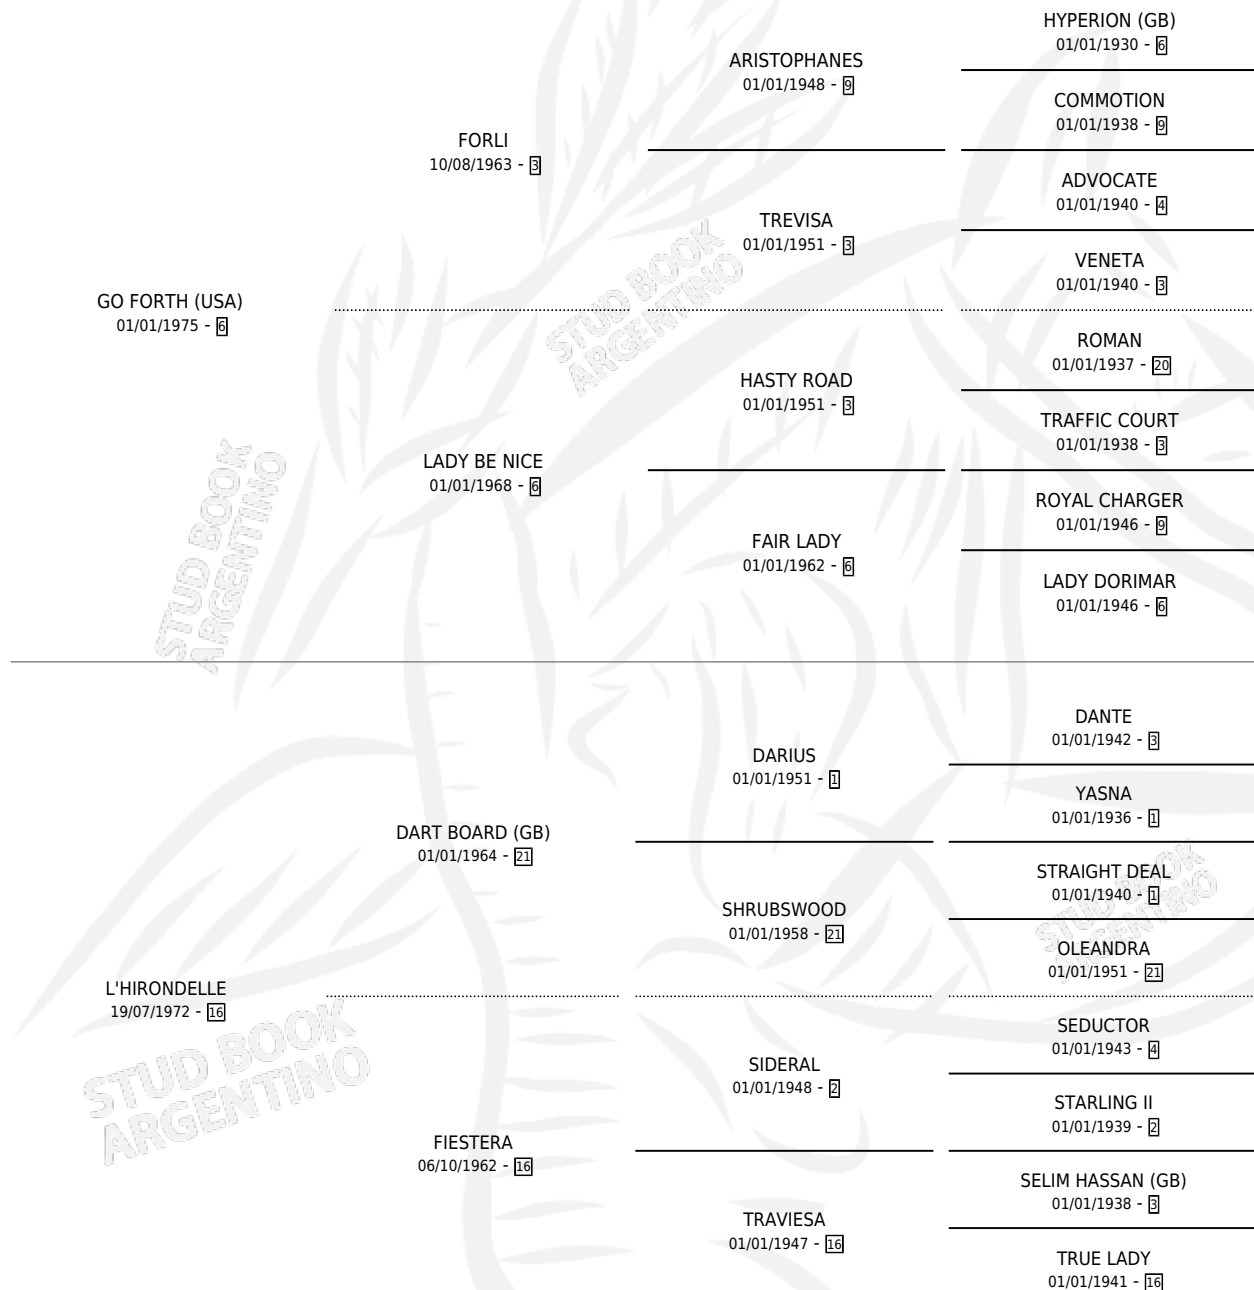 HYPERION (GB)
01/01/1930 - 6
ARISTOPHANES
01/01/1948 - 9
COMMOTION
01/01/1938 - 9
FORLI
10/08/1963 - 3
ADVOCATE
01/01/1940 - 4
TREVISA
01/01/1951 - 3
VENETA
01/01/1940 - 3
GO FORTH (USA)
01/01/1975 - 6
ROMAN
01/01/1937 - 20
HASTY ROAD
01/01/1951 - 3
TRAFFIC COURT
01/01/1938 - 3
LADY BE NICE
01/01/1968 - 6
ROYAL CHARGER
01/01/1946 - 9
FAIR LADY
01/01/1962 - 6
LADY DORIMAR
01/01/1946 - 6
DANTE
01/01/1942 - 3
DARIUS
01/01/1951 - 1
YASNA
01/01/1936 - 1
DART BOARD (GB)
01/01/1964 - 21
STRAIGHT DEAL
01/01/1940 - 1
SHRUBSWOOD
01/01/1958 - 21
OLEANDRA
01/01/1951 - 21
L'HIRONDELLE
19/07/1972 - 16
SEDUCTOR
01/01/1943 - 4
SIDERAL
01/01/1948 - 2
STARLING II
01/01/1939 - 2
FIESTERA
06/10/1962 - 16
SELIM HASSAN (GB)
01/01/1938 - 3
TRAVIESA
01/01/1947 - 16
TRUE LADY
01/01/1941 - 16
STUD BOOK
ARGENTINO
STUD BOOK
ARGENTINO
STUD BOOK
ARGENTINO
STUD BOOK
ARGENTINO